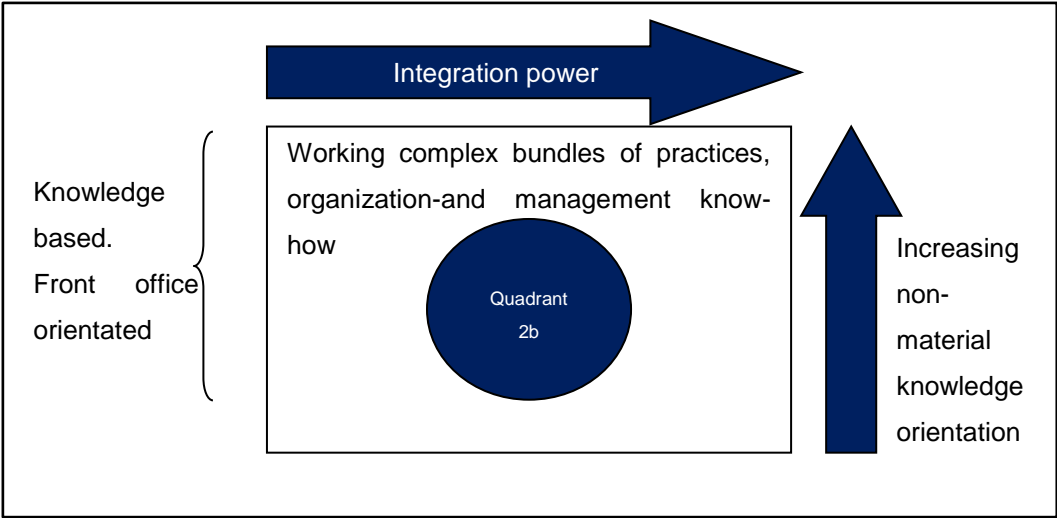 Integration power
Working complex bundles of practices,
organization-and management know-
how
Knowledge
based.
Front office
orientated
Quadrant
2b
Increasing
non-
material
knowledge
orientation